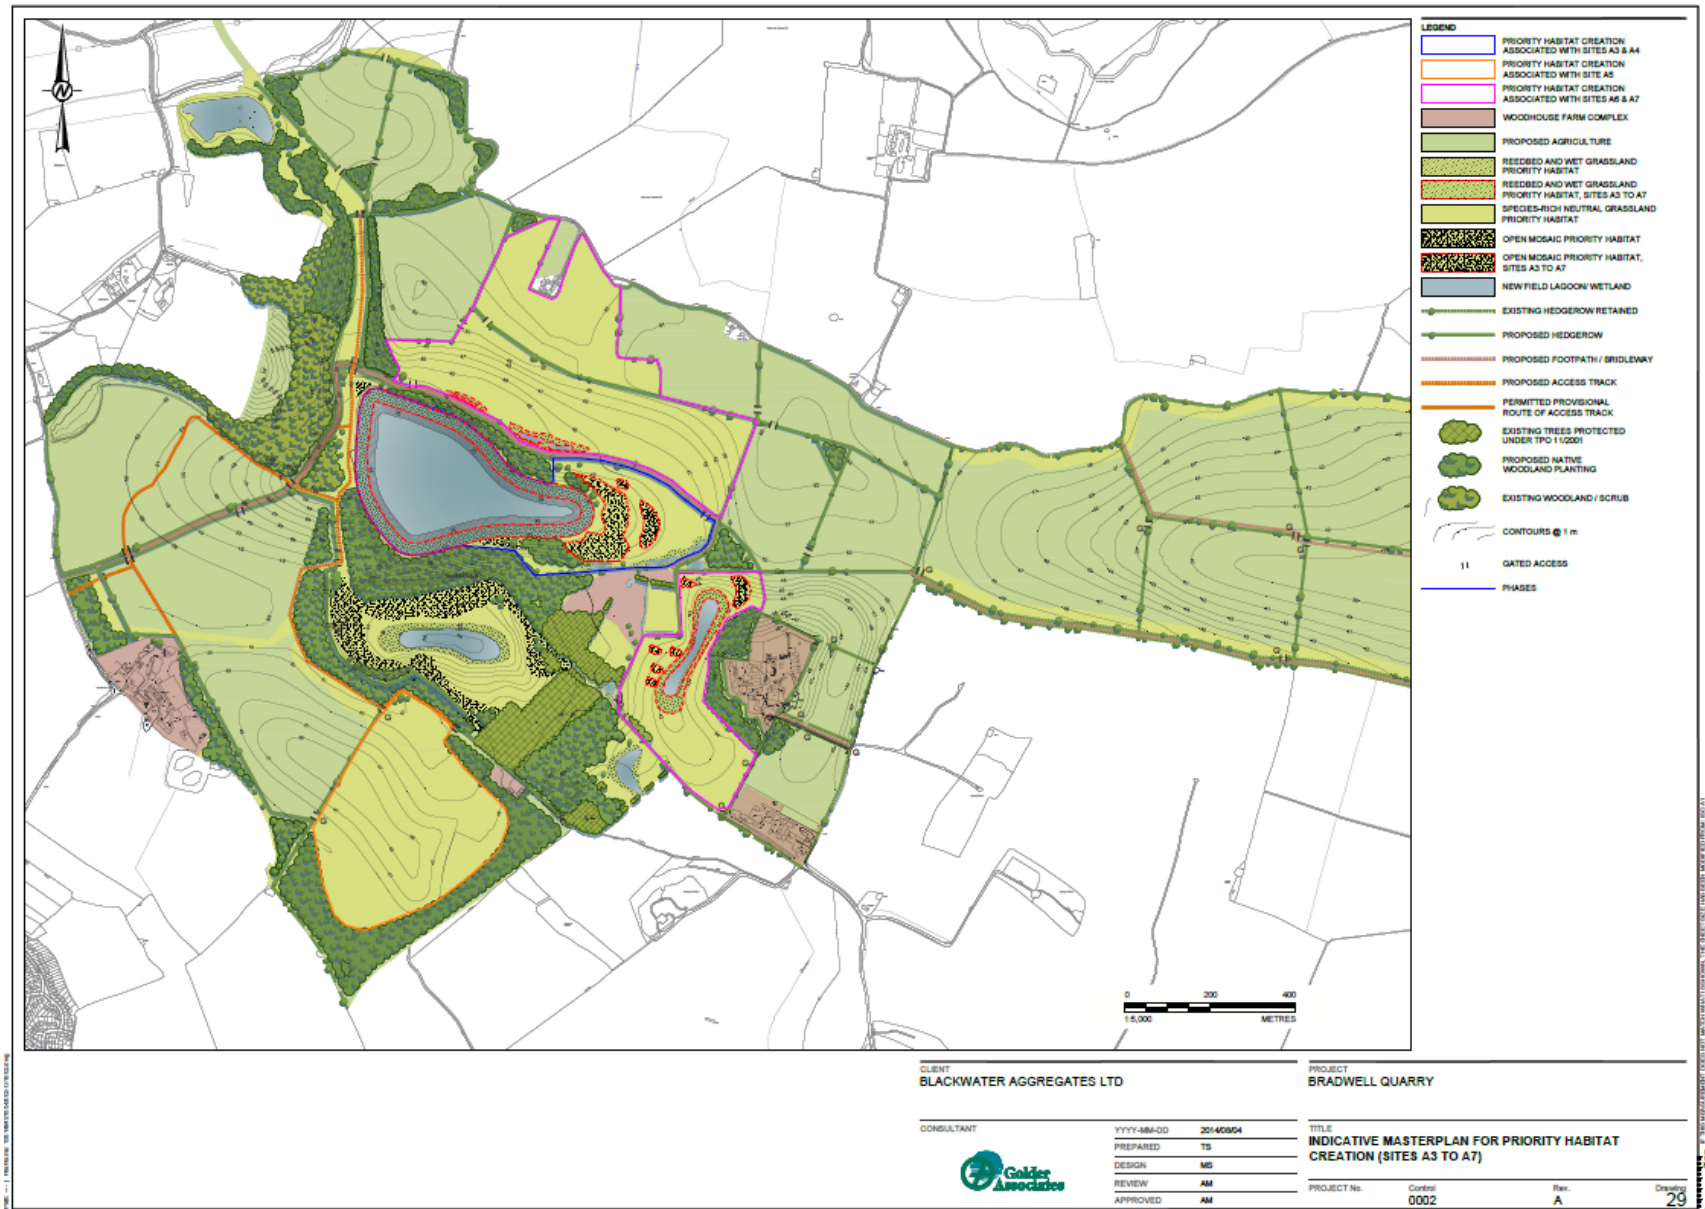 LEGEND
PRIORITY HABITAT CREATION
ASSOCIATED WITH SITES A3 & A4
PRIORITY HABITAT CREATION
ASSOCIATED WITH SITE A5
PRIORITY HABITAT CREATION
ASSOCIATED WITH SITES A6 & A7
WOODHOUSE FARM COMPLEX
PROPOSED AGRICULTURE
REEDBED AND WET GRASSLAND
PRIORITY HABITAT
REEDBED AND WET GRASSLAND
PRIORITY HABITAT, SITES A3 TO A7
SPECIES-RICH NEUTRAL GRASSLAND
PRIORITY HABITAT
OPEN MOSAIC PRIORITY HABITAT
OPEN MOSAIC PRIORITY HABITAT,
SITES A3 TO A7
NEW FIELD LAGOON/ WETLAND
EXISTING HEDGEROW RETAINED
PROPOSED HEDGEROW
PROPOSED FOOTPATH / BRIDLEWAY
PROPOSED ACCESS TRACK
PERMITTED PROVISIONAL
ROUTE OF ACCESS TRACK
EXISTING TREES PROTECTED
UNDER TPO 11/2001
PROPOSED NATIVE
WOODLAND PLANTING
EXISTING WOODLAND / SCRUB
CONTOURS @ 1 m
GATED ACCESS
PHASES
N
0 200 400
1:5,000 METRES
CLIENT
BLACKWATER AGGREGATES LTD
PROJECT
BRADWELL QUARRY
CONSULTANT
Golder
Associates
YYYY-MM-DD 2014/08/04
PREPARED TS
DESIGN MS
REVIEW AM
APPROVED AM
TITLE
INDICATIVE MASTERPLAN FOR PRIORITY HABITAT
CREATION (SITES A3 TO A7)
PROJECT No. Control Rev. Drawing
0002 A 29